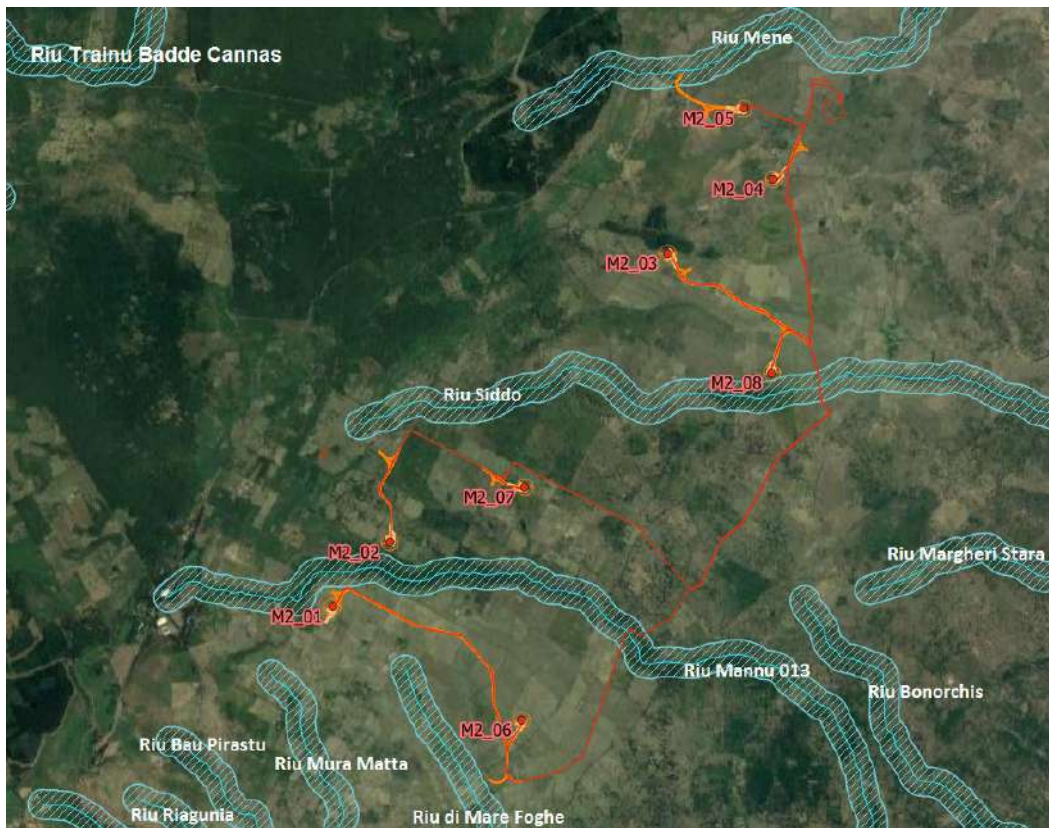 Riu Mene
Riu Trainu Badde Cannas
M2_05
M2_04
M2_03
M2_08
Riu Siddo
M2_07
M2_02
Riu Margheri Stara
M2_01
Riu Mannu 013
Riu Bonorchis
M2_06
Riu Bau Pirastu
Riu Mura Matta
Riu Riagunia
Riu di Mare Foghe